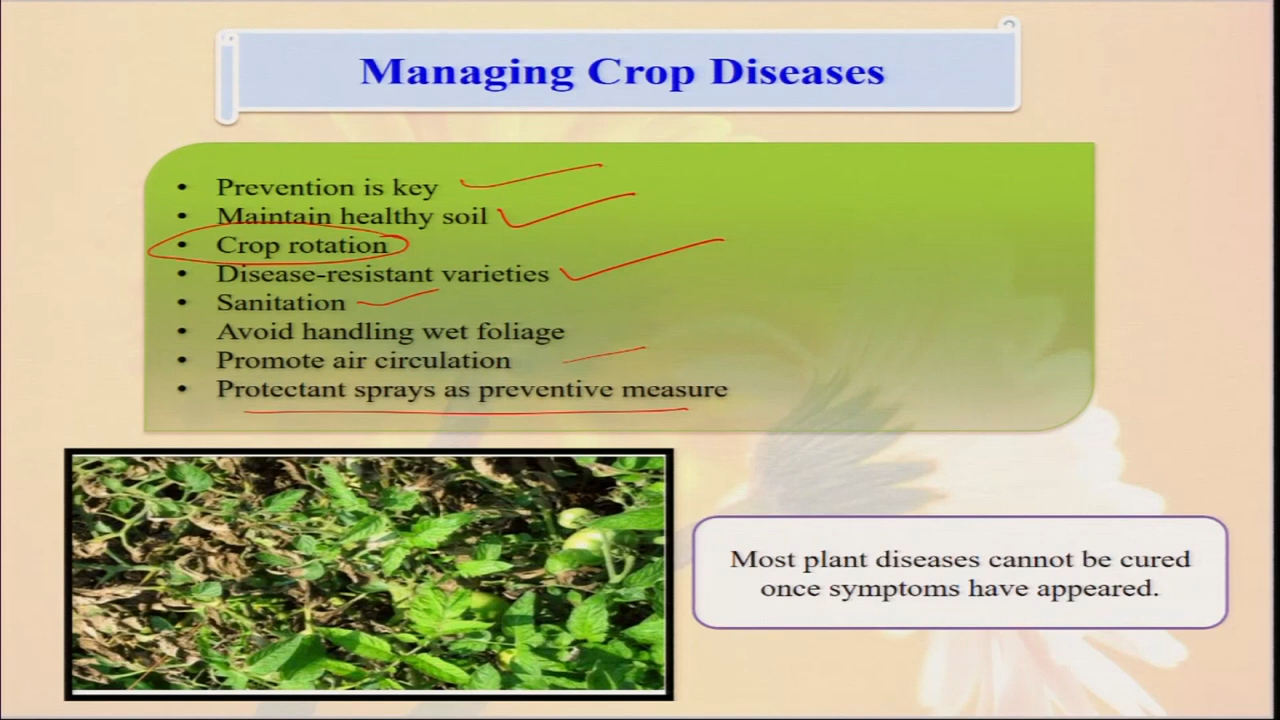 Managing Crop Diseases
• Prevention is key
• Maintain healthy soil
• Crop rotation
• Disease-resistant varieties
• Sanitation
• Avoid handling wet foliage
• Promote air circulation
• Protectant sprays as preventive measure
Most plant diseases cannot be cured
once symptoms have appeared.